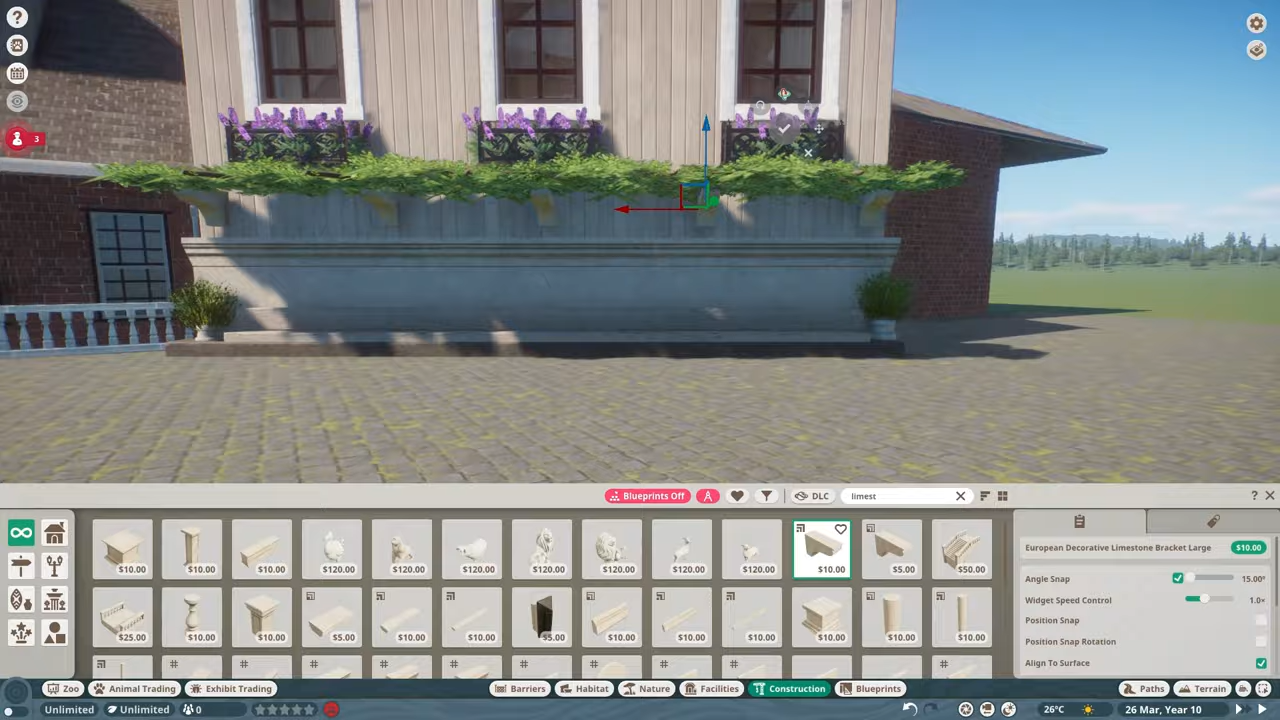 ?
3
Blueprints Off
DLC
limest
?
$10.00 $10.00 $10.00 $120.00 $120.00 $120.00 $120.00 $120.00 $120.00 $120.00 $10.00 $5.00 $50.00
$25.00 $10.00 $10.00 $5.00 $10.00 $10.00 $5.00 $10.00 $10.00 $10.00 $10.00 $10.00 $10.00
European Decorative Limestone Bracket Large $10.00
Angle Snap 15.00°
Widget Speed Control 1.0×
Position Snap
Position Snap Rotation
Align To Surface
Zoo Animal Trading Exhibit Trading Barriers Habitat Nature Facilities Construction Blueprints Paths Terrain
Unlimited Unlimited 0 26°C 26 Mar, Year 10